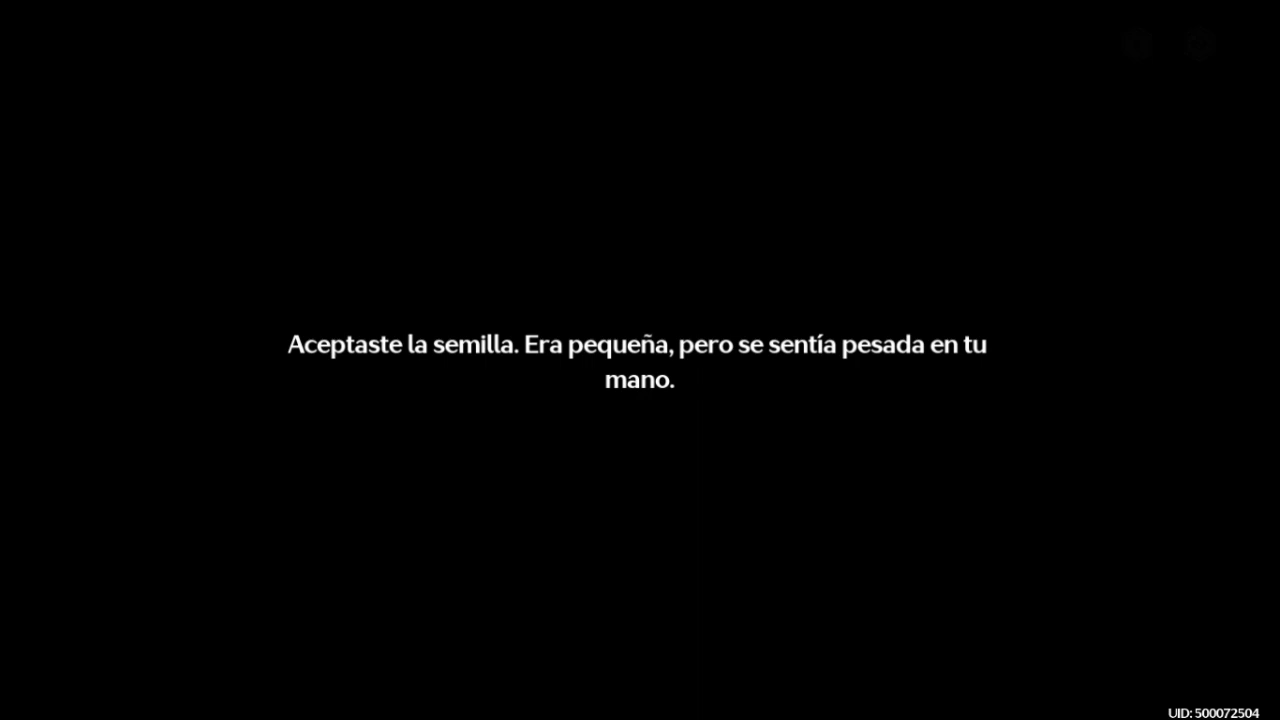 Aceptaste la semilla. Era pequeña, pero se sentía pesada en tu
mano.
UID: 500072504